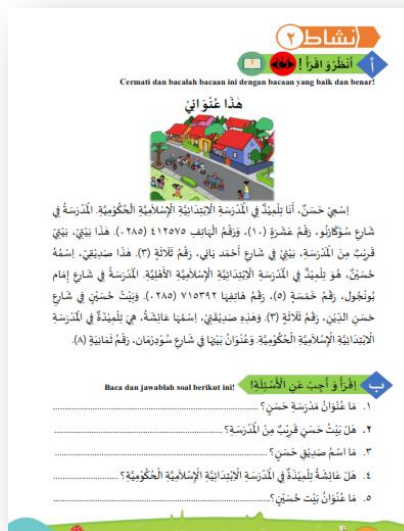 نشاط ٢
أ اُنْظُرْ وَ اقْرَأْ !
Cermati dan bacalah bacaan ini dengan bacaan yang baik dan benar!
هَذَا عُنْوَانِيْ
اِسْمِيْ حَسَنٌ، أَنَا تِلْمِيْذٌ فِي الْمَدْرَسَةِ الْاِبْتِدَائِيَّةِ الْإِسْلَامِيَّةِ الْحُكُوْمِيَّةِ. اَلْمَدْرَسَةُ فِيْ
شَارِعِ سُوْكَارْنُو، رَقْمُ عَشَرَةٍ (١٠)، وَرَقْمُ الْهَاتِفِ ٤١٢٥٧٥ (٠٢٨٥). هَذَا بَيْتِيْ، بَيْتِيْ
قَرِيْبٌ مِنَ الْمَدْرَسَةِ، بَيْتِيْ فِيْ شَارِعِ أَحْمَد يَانِي، رَقْمُ ثَلَاثَةٍ (٣). هَذَا صَدِيْقِيْ، اِسْمُهُ
حُسَيْنٌ، هُوَ تِلْمِيْذٌ فِي الْمَدْرَسَةِ الْاِبْتِدَائِيَّةِ الْإِسْلَامِيَّةِ الْأَهْلِيَّةِ. اَلْمَدْرَسَةُ فِيْ شَارِعِ إِمَام
بُونْجُول، رَقْمُ خَمْسَةٍ (٥)، رَقْمُ هَاتِفِهَا ٧١٥٣٩٢ (٠٢٨٥). وَبَيْتُ حُسَيْنٍ فِيْ شَارِعِ
حَسَنِ الدِّيْنِ، رَقْمُ ثَلَاثَةٍ (٣). وَهَذِهِ صَدِيْقَتِيْ، اِسْمُهَا عَائِشَةُ، هِيَ تِلْمِيْذَةٌ فِي الْمَدْرَسَةِ
الْاِبْتِدَائِيَّةِ الْإِسْلَامِيَّةِ الْحُكُوْمِيَّةِ. وَعُنْوَانُ بَيْتِهَا فِيْ شَارِعِ سُوْدِرْمَان، رَقْمُ ثَمَانِيَةٍ (٨).
ب اِقْرَأْ وَ أَجِبْ عَنِ الْأَسْئِلَةِ! Baca dan jawablah soal berikut ini!
١. مَا عُنْوَانُ مَدْرَسَةِ حَسَنٍ؟
٢. هَلْ بَيْتُ حَسَنٍ قَرِيْبٌ مِنَ الْمَدْرَسَةِ؟
٣. مَا اسْمُ صَدِيْقِ حَسَنٍ؟
٤. هَلْ عَائِشَةُ تِلْمِيْذَةٌ فِي الْمَدْرَسَةِ الْاِبْتِدَائِيَّةِ الْإِسْلَامِيَّةِ الْحُكُوْمِيَّةِ؟
٥. مَا عُنْوَانُ بَيْت حُسَيْنٍ؟